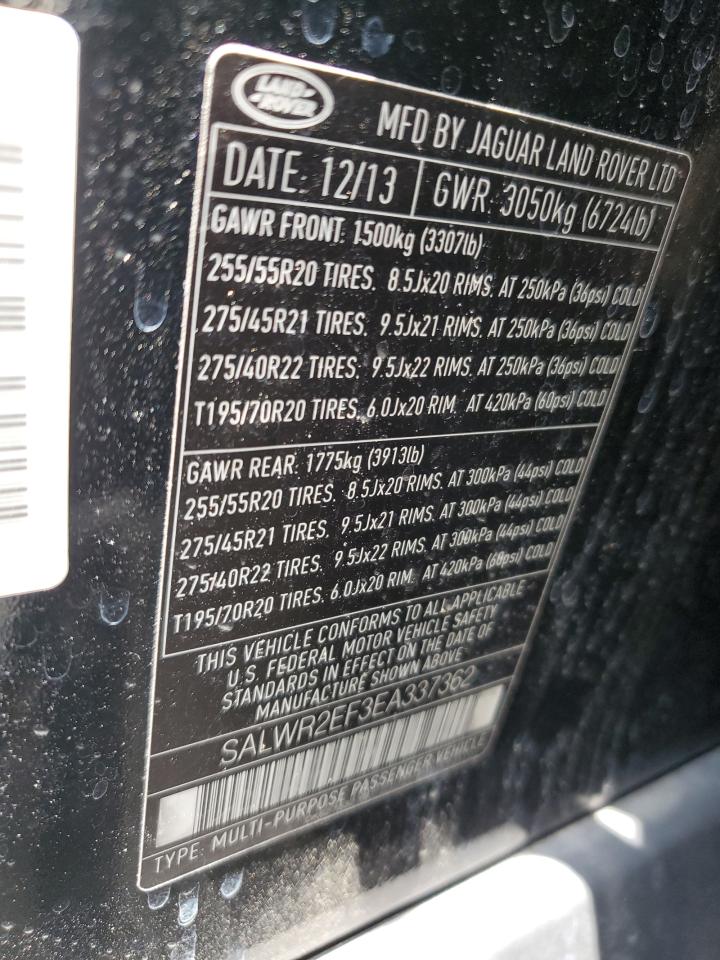 LAND
ROVER
MFD BY JAGUAR LAND ROVER LTD
DATE: 12/13 GWR: 3050kg (6724lb)
GAWR FRONT: 1500kg (3307lb)
255/55R20 TIRES. 8.5Jx20 RIMS. AT 250kPa (36psi) COLD
275/45R21 TIRES. 9.5Jx21 RIMS. AT 250kPa (36psi) COLD
275/40R22 TIRES: 9.5Jx22 RIMS. AT 250kPa (36psi) COLD
T195/70R20 TIRES. 6.0Jx20 RIM. AT 420kPa (60psi) COLD
GAWR REAR. 1775kg (3913lb)
255/55R20 TIRES. 8.5Jx20 RIMS. AT 300kPa (44psi) COLD
275/45R21 TIRES. 9.5Jx21 RIMS. AT 300kPa (44psi) COLD
275/40R22 TIRES. 9.5Jx22 RIMS. AT 300kPa (44psi) COLD
T195/70R20 TIRES. 6.0Jx20 RIM. AT 420kPa (60psi) COLD
THIS VEHICLE CONFORMS TO ALL APPLICABLE
U.S. FEDERAL MOTOR VEHICLE SAFETY
STANDARDS IN EFFECT ON THE DATE OF
MANUFACTURE SHOWN ABOVE
SALWR2EF3EA337362
TYPE: MULTI-PURPOSE PASSENGER VEHICLE